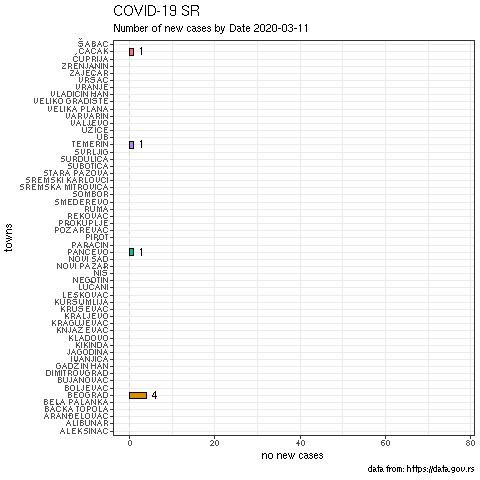 COVID-19 SR
Number of new cases by Date 2020-03-11
ŠABAC
ČAČAK 1
ĆUPRIJA
ZRENJANIN
ZAJEČAR
VRŠAC
VRANJE
VLADIČIN HAN
VELIKO GRADIŠTE
VELIKA PLANA
VARVARIN
VALJEVO
UŽICE
UB
TEMERIN 1
SVRLJIG
SURDULICA
SUBOTICA
STARA PAZOVA
SREMSKI KARLOVCI
SREMSKA MITROVICA
SOMBOR
SMEDEREVO
RUMA
REKOVAC
PROKUPLJE
POŽAREVAC
PIROT
PARAĆIN
PANČEVO 1
NOVI SAD
NOVI PAZAR
NIŠ
NEGOTIN
LUČANI
LESKOVAC
KURŠUMLIJA
KRUŠEVAC
KRALJEVO
KRAGUJEVAC
KNJAŽEVAC
KLADOVO
KIKINDA
JAGODINA
IVANJICA
GADŽIN HAN
DIMITROVGRAD
BUJANOVAC
BOLJEVAC
BEOGRAD 4
BELA PALANKA
BAČKA TOPOLA
ARANĐELOVAC
ALIBUNAR
ALEKSINAC
towns
0 20 40 60 80
no new cases
data from: https://data.gov.rs